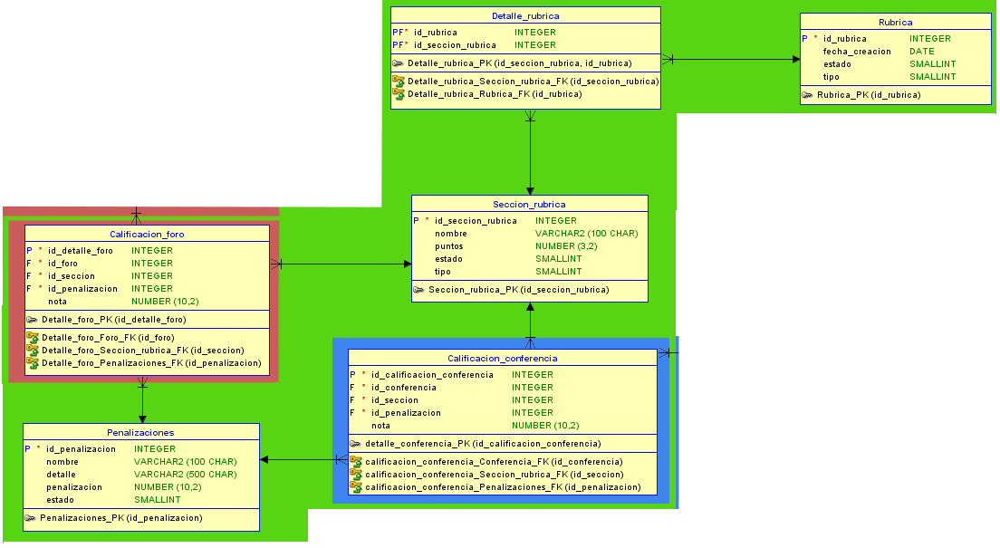 Detalle_rubrica
PF* id_rubrica INTEGER
PF* id_seccion_rubrica INTEGER
Detalle_rubrica_PK (id_seccion_rubrica, id_rubrica)
Detalle_rubrica_Seccion_rubrica_FK (id_seccion_rubrica)
Detalle_rubrica_Rubrica_FK (id_rubrica)
Rubrica
P * id_rubrica INTEGER
fecha_creacion DATE
estado SMALLINT
tipo SMALLINT
Rubrica_PK (id_rubrica)
Seccion_rubrica
P * id_seccion_rubrica INTEGER
nombre VARCHAR2 (100 CHAR)
puntos NUMBER (3,2)
estado SMALLINT
tipo SMALLINT
Seccion_rubrica_PK (id_seccion_rubrica)
Calificacion_foro
P * id_detalle_foro INTEGER
F * id_foro INTEGER
F * id_seccion INTEGER
F * id_penalizacion INTEGER
nota NUMBER (10,2)
Detalle_foro_PK (id_detalle_foro)
Detalle_foro_Foro_FK (id_foro)
Detalle_foro_Seccion_rubrica_FK (id_seccion)
Detalle_foro_Penalizaciones_FK (id_penalizacion)
Calificacion_conferencia
P * id_calificacion_conferencia INTEGER
F * id_conferencia INTEGER
F * id_seccion INTEGER
F * id_penalizacion INTEGER
nota NUMBER (10,2)
detalle_conferencia_PK (id_calificacion_conferencia)
calificacion_conferencia_Conferencia_FK (id_conferencia)
calificacion_conferencia_Seccion_rubrica_FK (id_seccion)
calificacion_conferencia_Penalizaciones_FK (id_penalizacion)
Penalizaciones
P * id_penalizacion INTEGER
nombre VARCHAR2 (100 CHAR)
detalle VARCHAR2 (500 CHAR)
penalizacion NUMBER (10,2)
estado SMALLINT
Penalizaciones_PK (id_penalizacion)